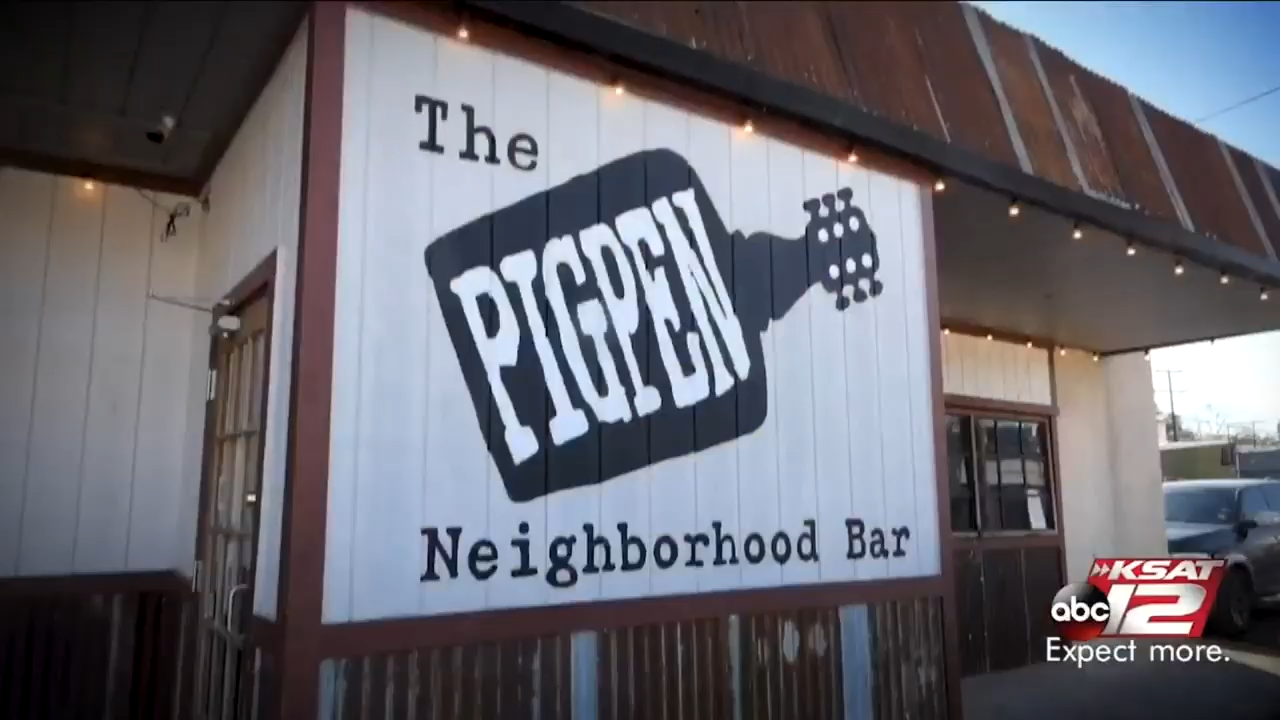 The
PIGPEN
Neighborhood Bar
KSAT
abc 12
Expect more.